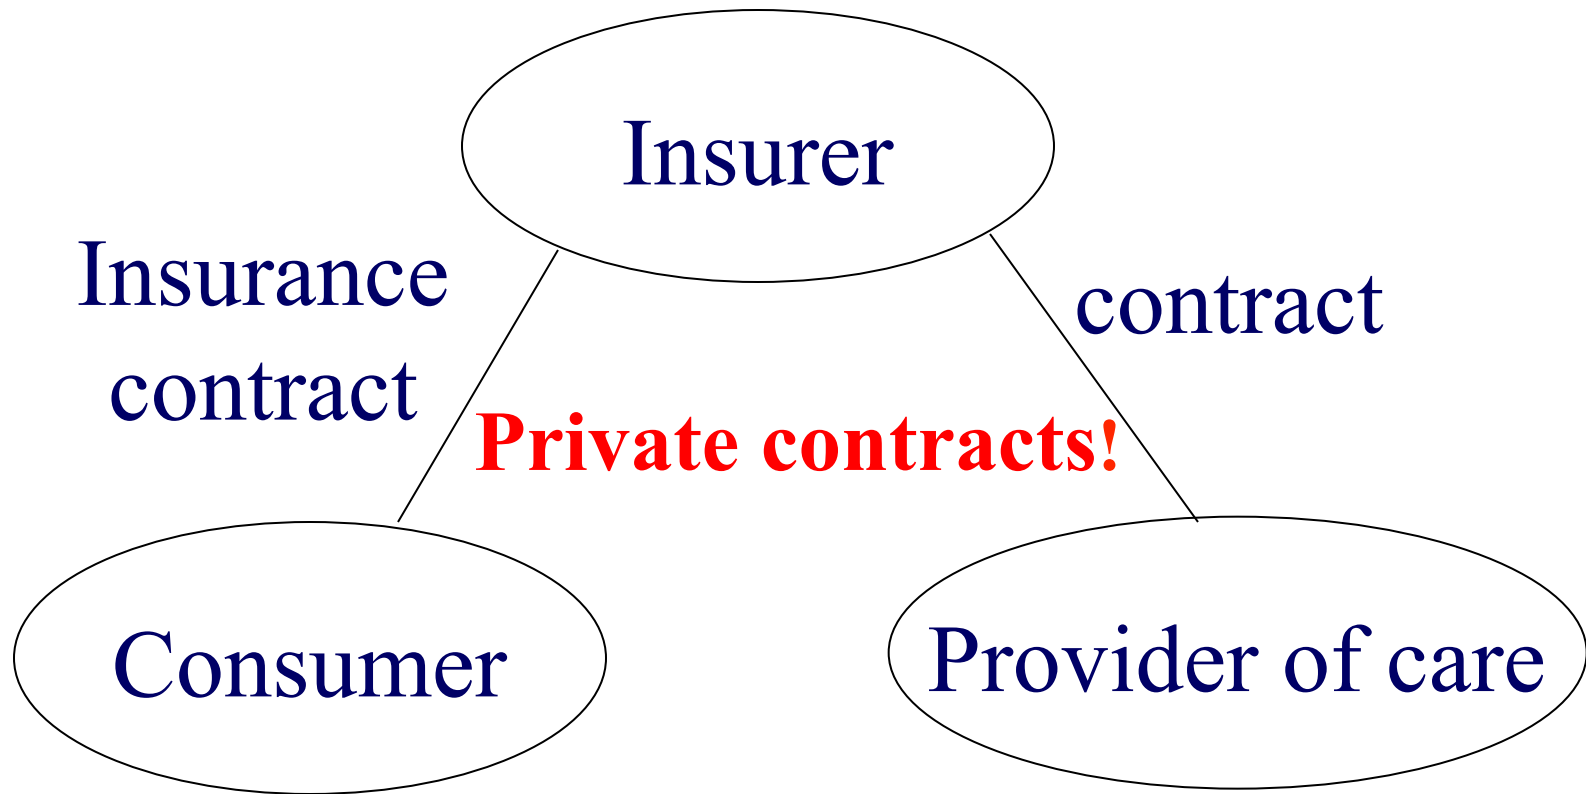 Insurer
Insurance
contract
contract
Private contracts!
Consumer
Provider of care